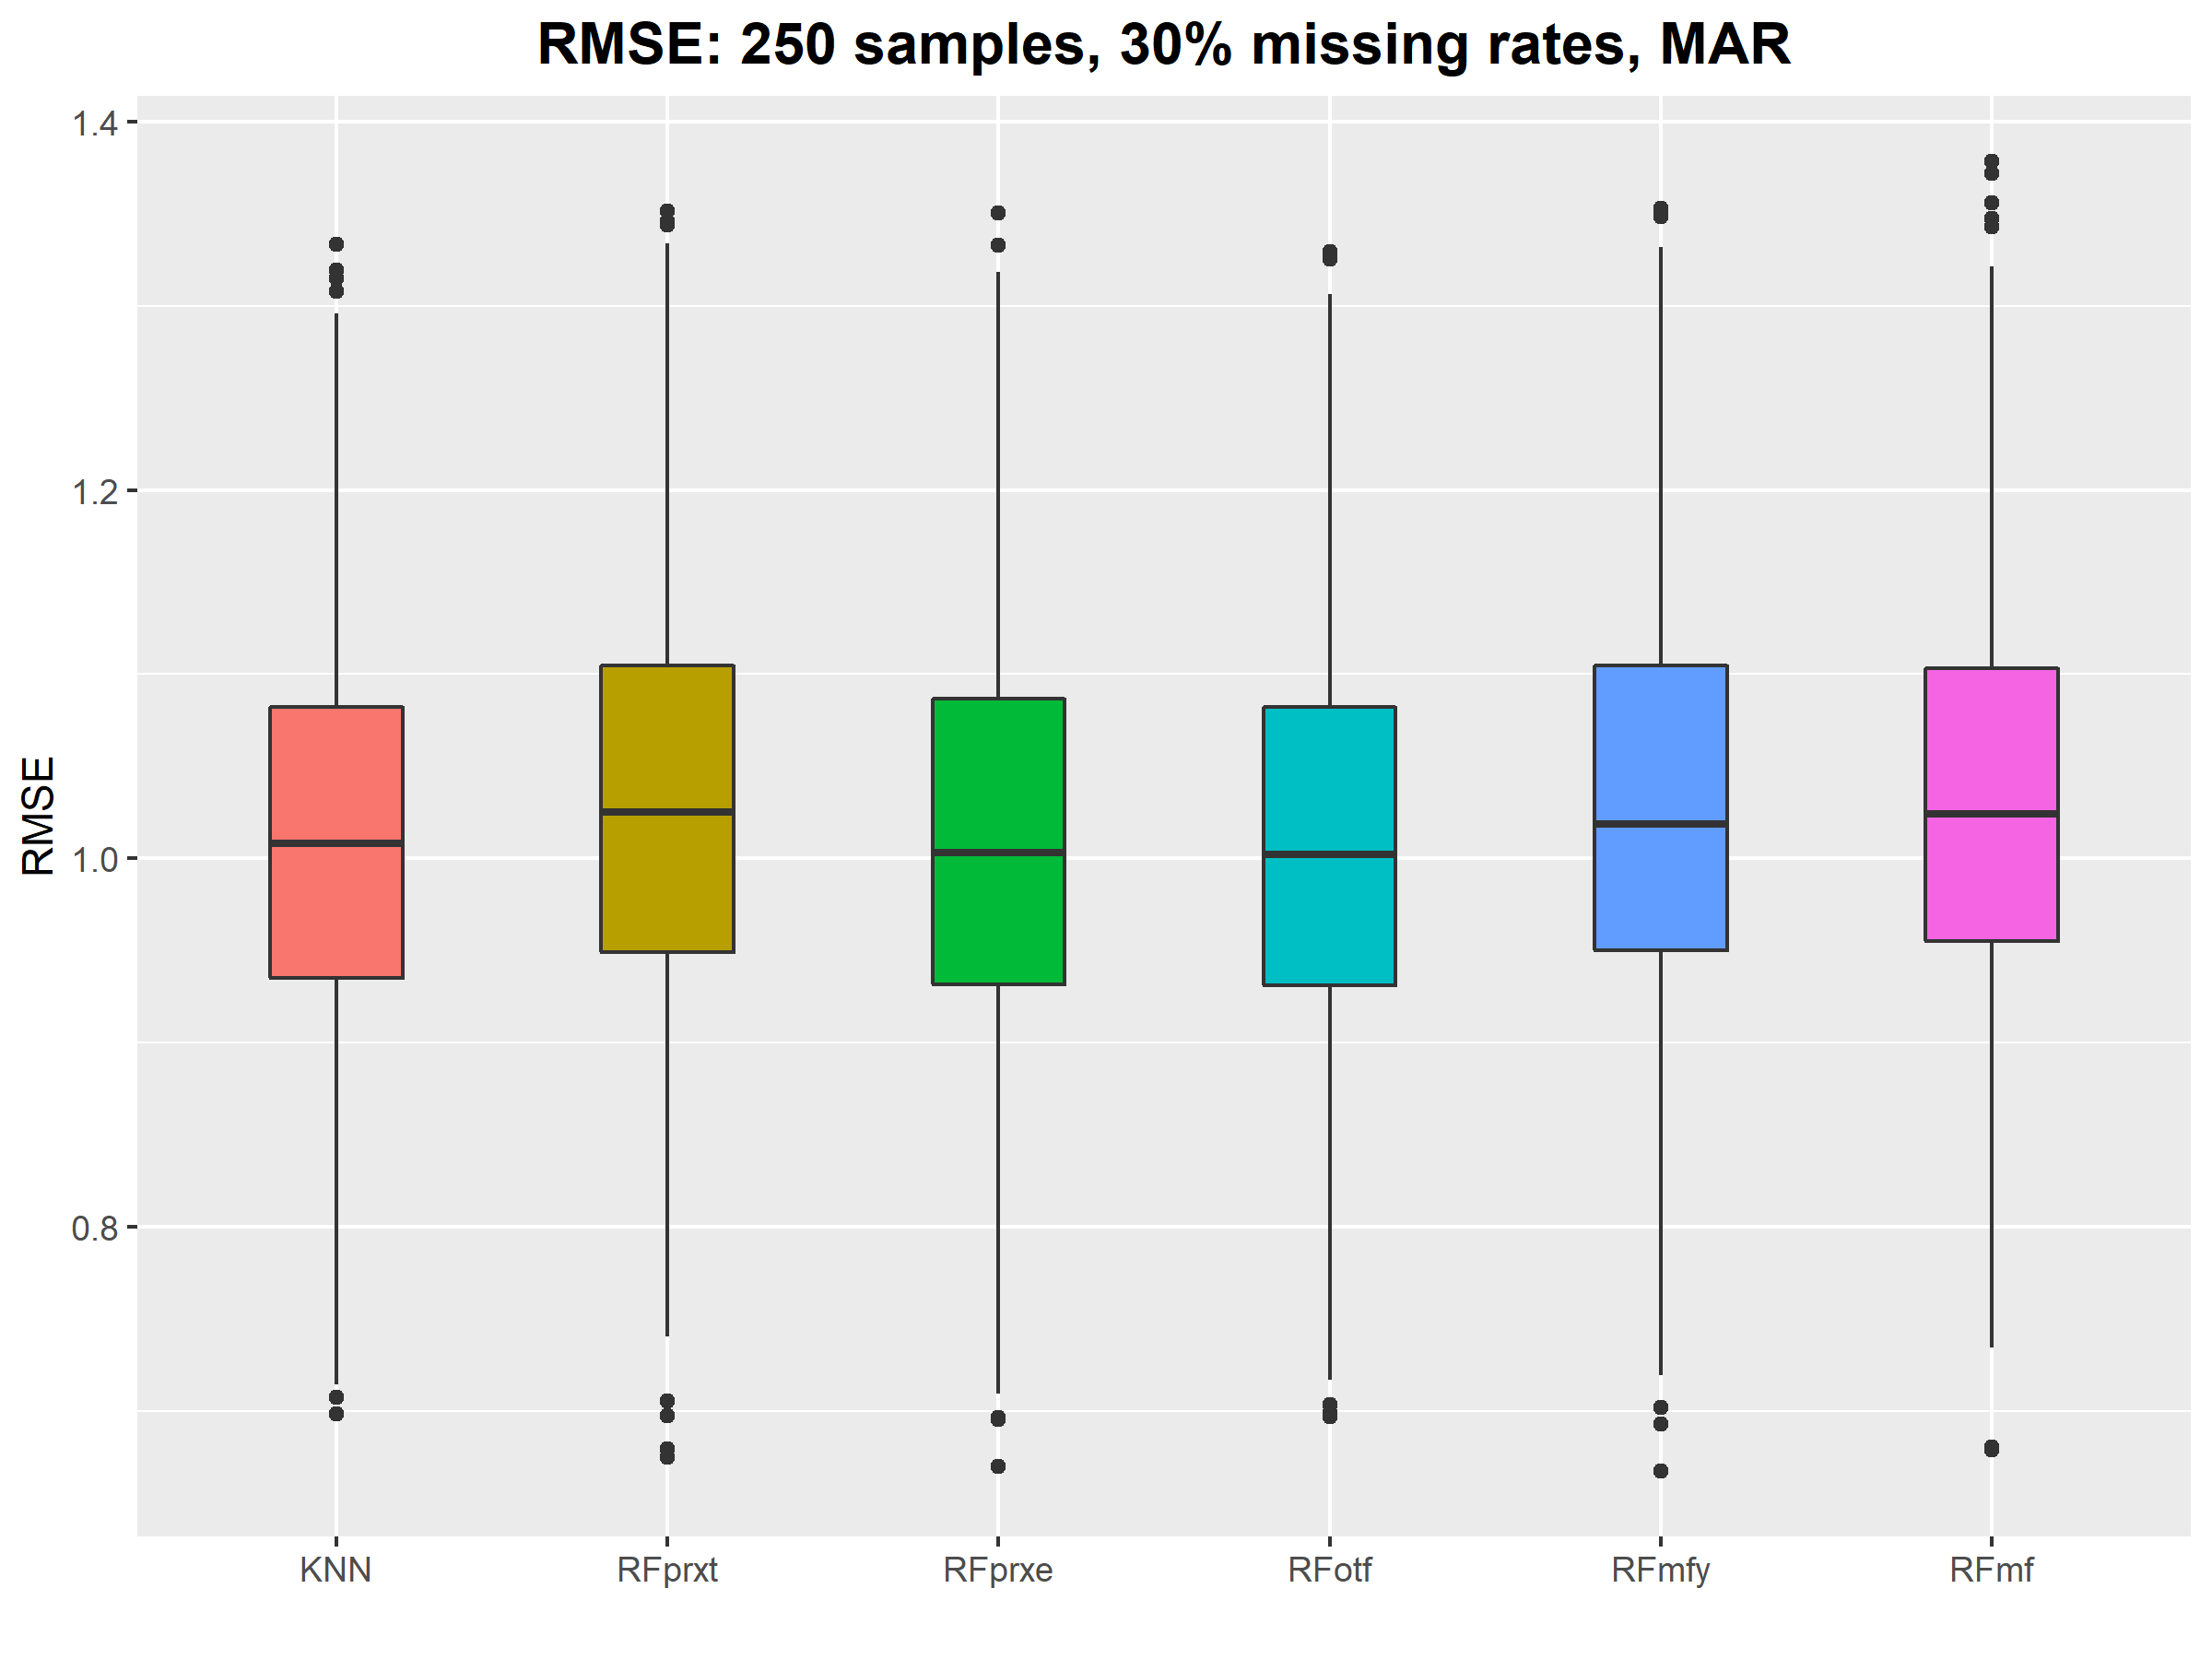 RMSE: 250 samples, 30% missing rates, MAR
1.4
1.2
1.0
0.8
RMSE
KNN RFprxt RFprxe RFotf RFmfy RFmf